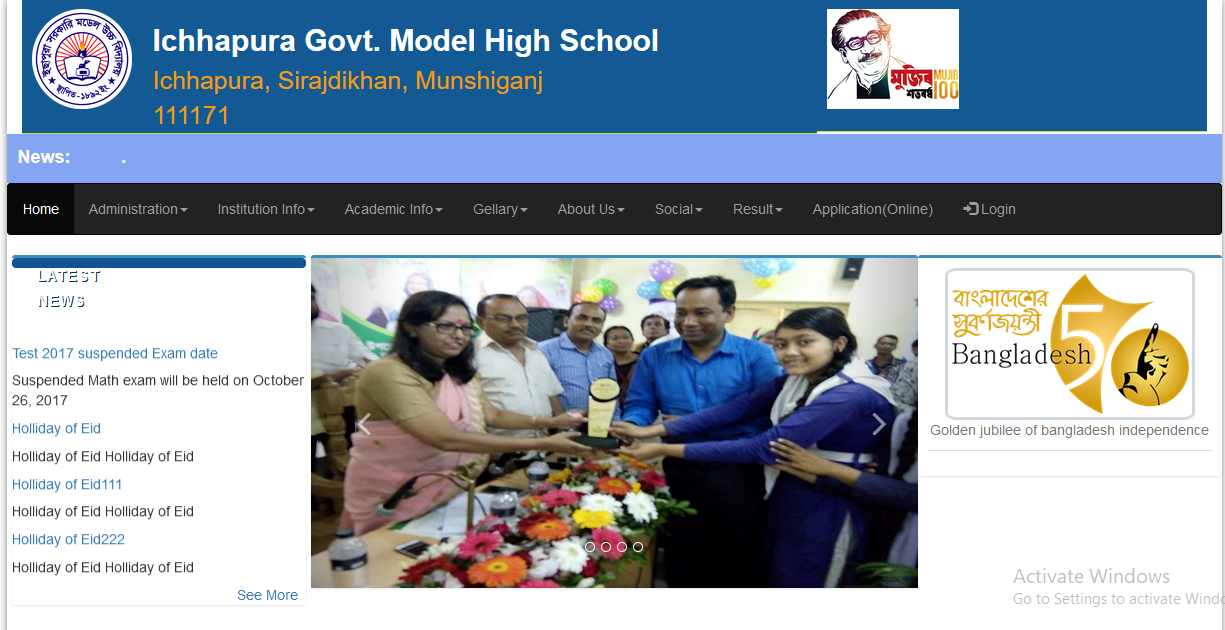 ইছাপুরা সরকারি মডেল উচ্চ বিদ্যালয়
স্থাপিত-১৮৯২ইং
Ichhapura Govt. Model High School
Ichhapura, Sirajdikhan, Munshiganj
111171
মুজিব
শতবর্ষ
MUJIB
100
News: .
Home Administration Institution Info Academic Info Gellary About Us Social Result Application(Online) Login
LATEST
NEWS
Test 2017 suspended Exam date
Suspended Math exam will be held on October
26, 2017
Holliday of Eid
Holliday of Eid Holliday of Eid
Holliday of Eid111
Holliday of Eid Holliday of Eid
Holliday of Eid222
Holliday of Eid Holliday of Eid
See More
বাংলাদেশের
সুবর্ণজয়ন্তী
Bangladesh
50
Golden jubilee of bangladesh independence
Activate Windows
Go to Settings to activate Windo